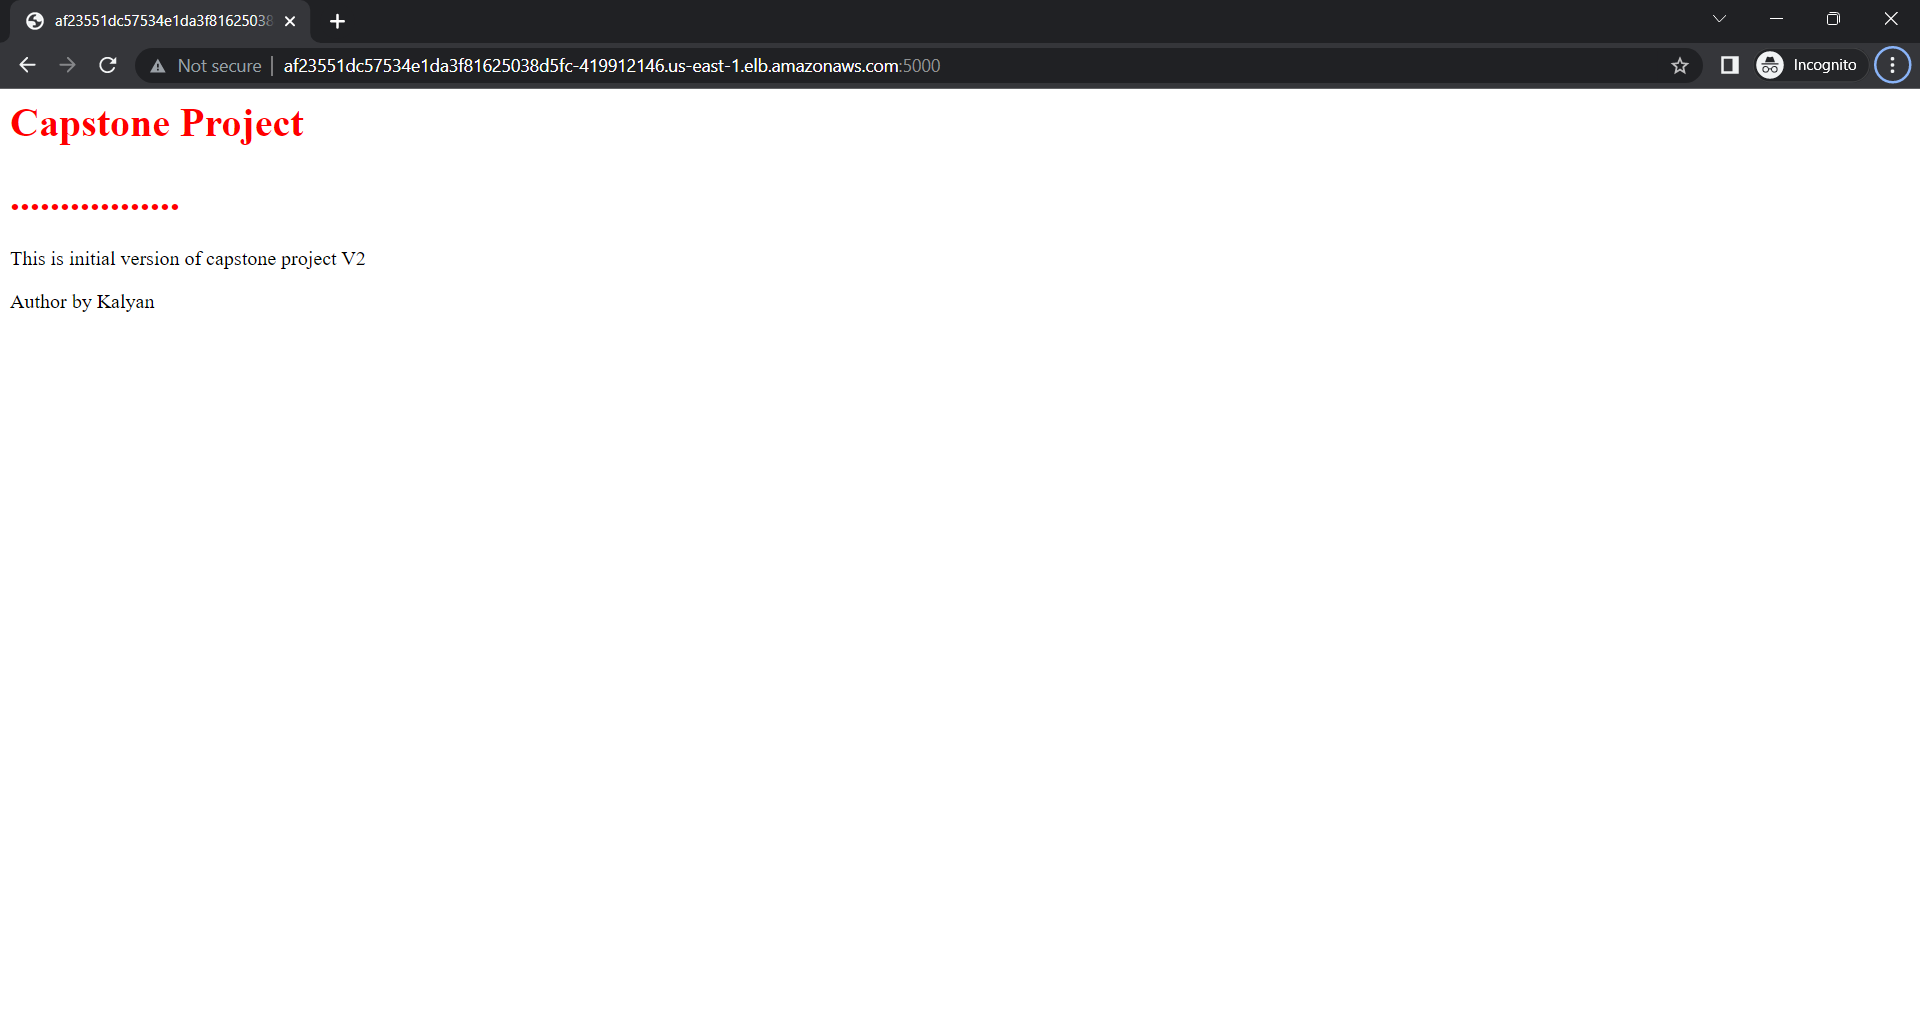 af23551dc57534e1da3f81625038
Not secure
af23551dc57534e1da3f81625038d5fc-419912146.us-east-1.elb.amazonaws.com:5000
Incognito
Capstone Project
.................
This is initial version of capstone project V2
Author by Kalyan